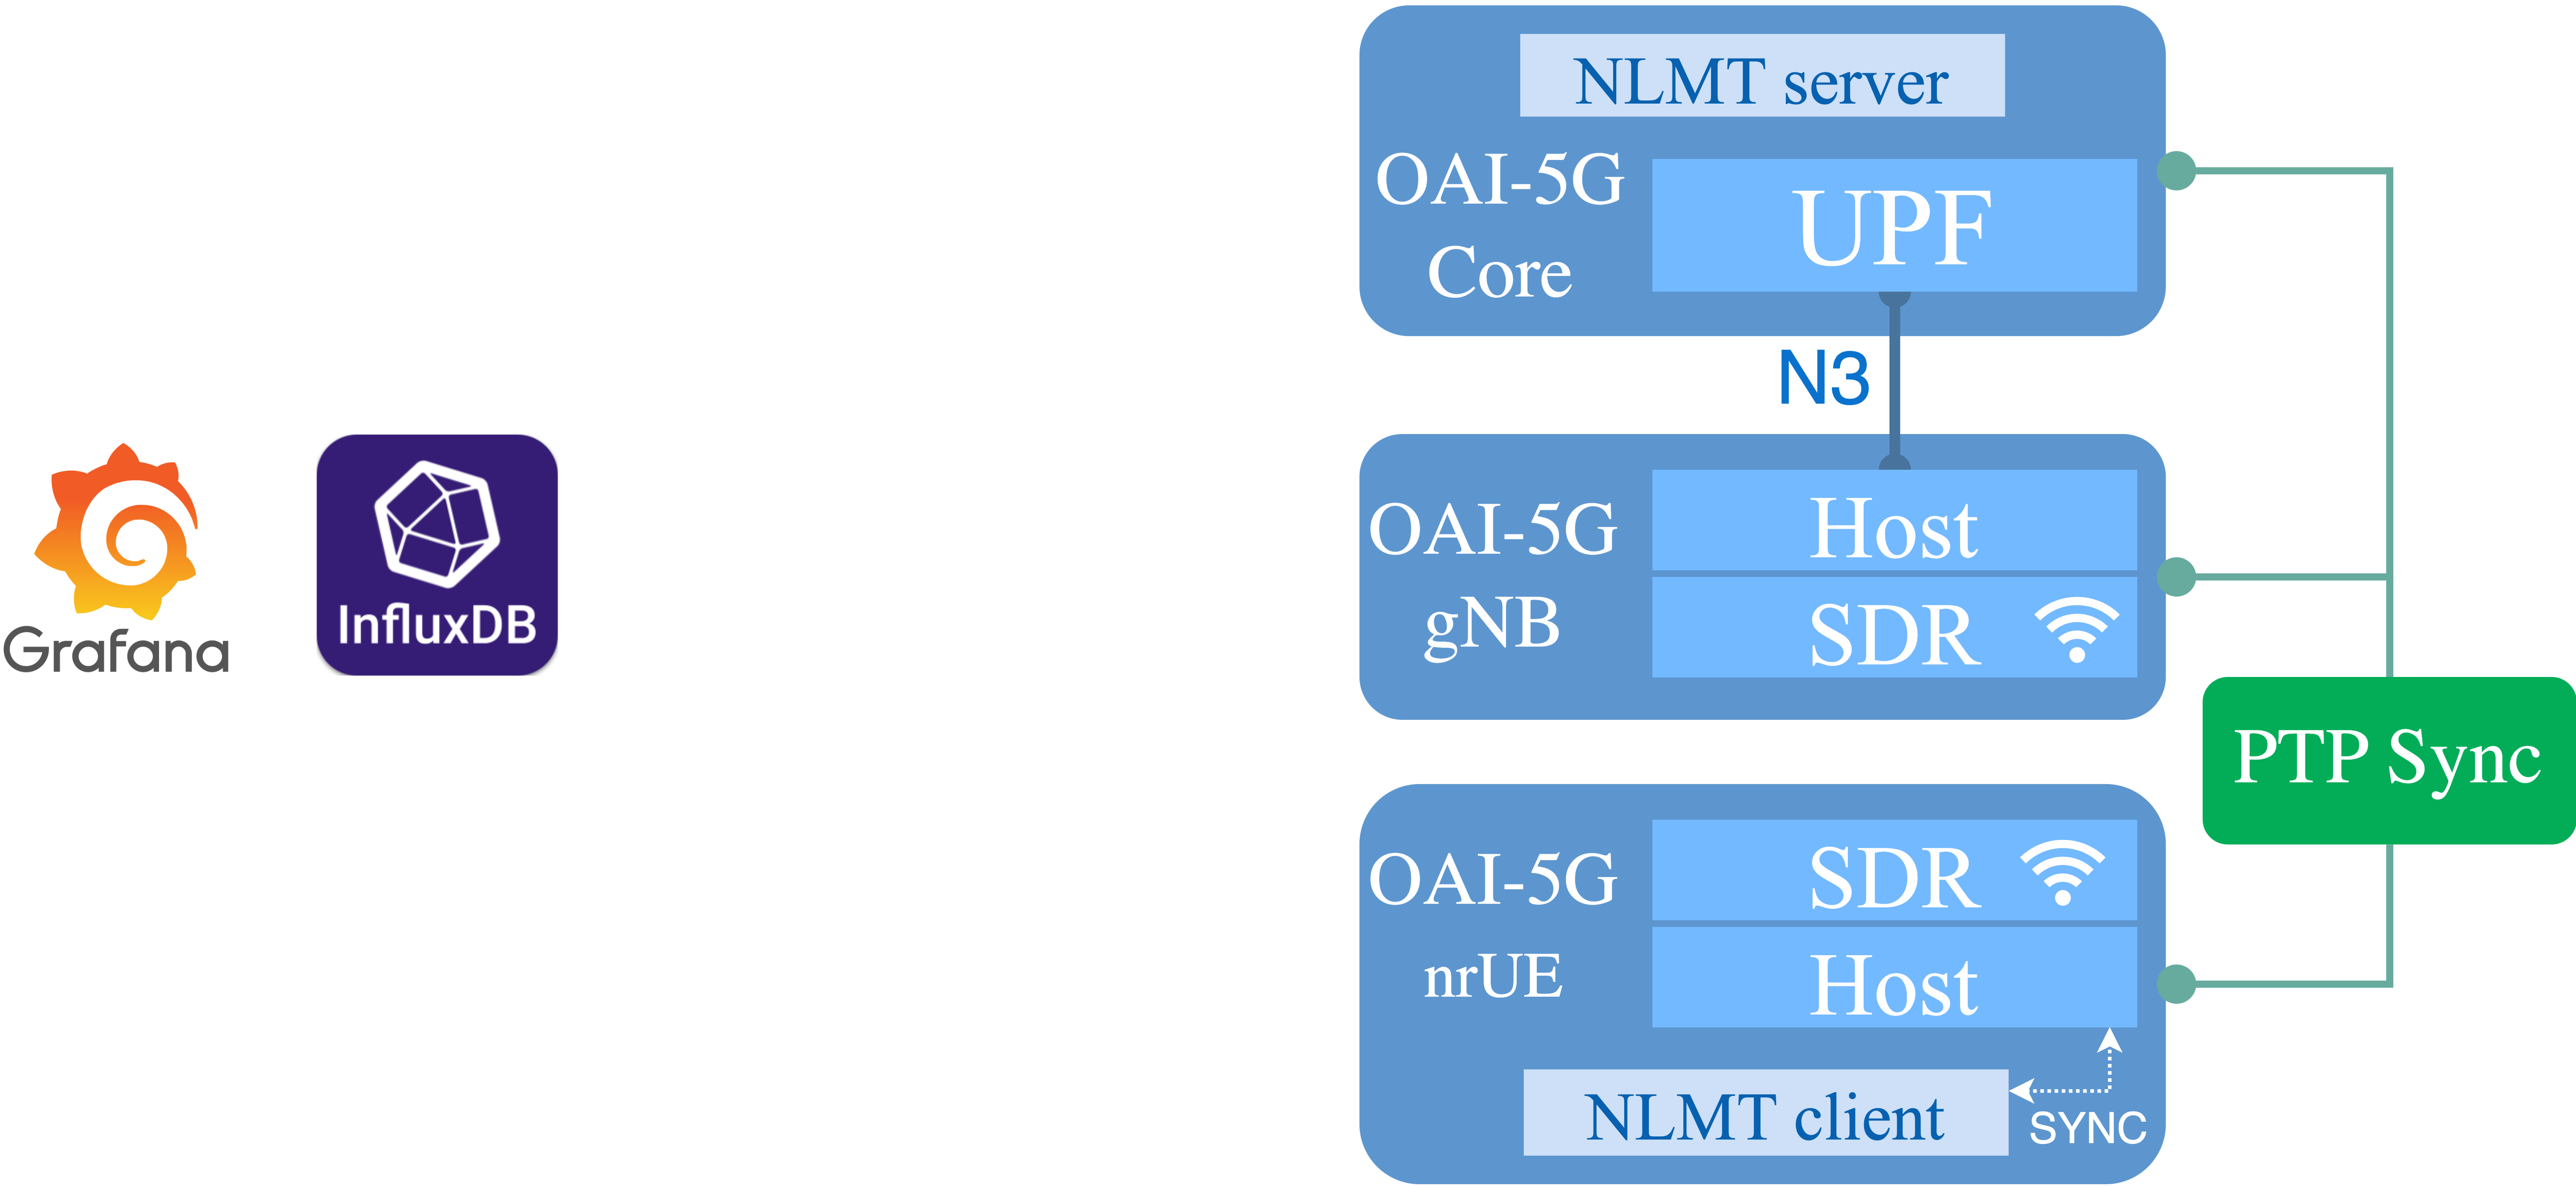 NLMT server
OAI-5G
Core
UPF
N3
OAI-5G
gNB
Host
SDR
Grafana
InfluxDB
PTP Sync
OAI-5G
nrUE
SDR
Host
NLMT client
SYNC